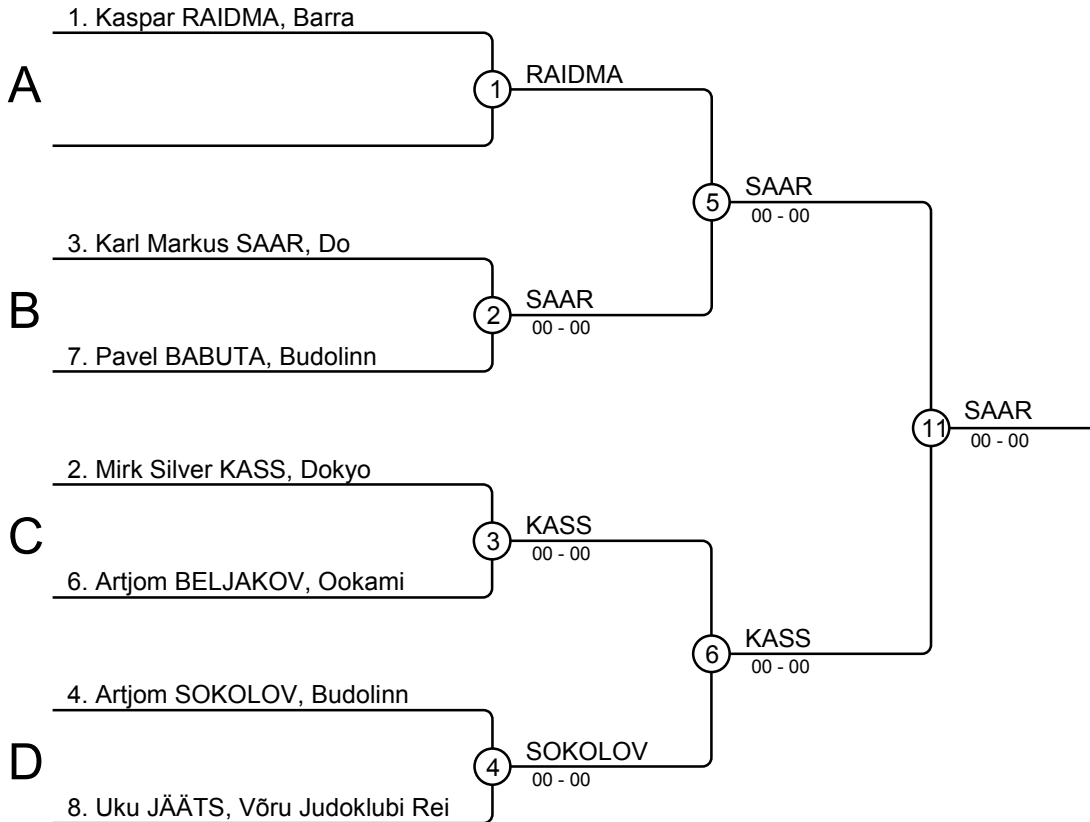 1. Kaspar RAIDMA, Barra
A
1
RAIDMA
5
SAAR
00 - 00
3. Karl Markus SAAR, Do
B
2
SAAR
00 - 00
7. Pavel BABUTA, Budolinn
11
SAAR
00 - 00
2. Mirk Silver KASS, Dokyo
C
3
KASS
00 - 00
6. Artjom BELJAKOV, Ookami
6
KASS
00 - 00
4. Artjom SOKOLOV, Budolinn
D
4
SOKOLOV
00 - 00
8. Uku JÄÄTS, Võru Judoklubi Rei